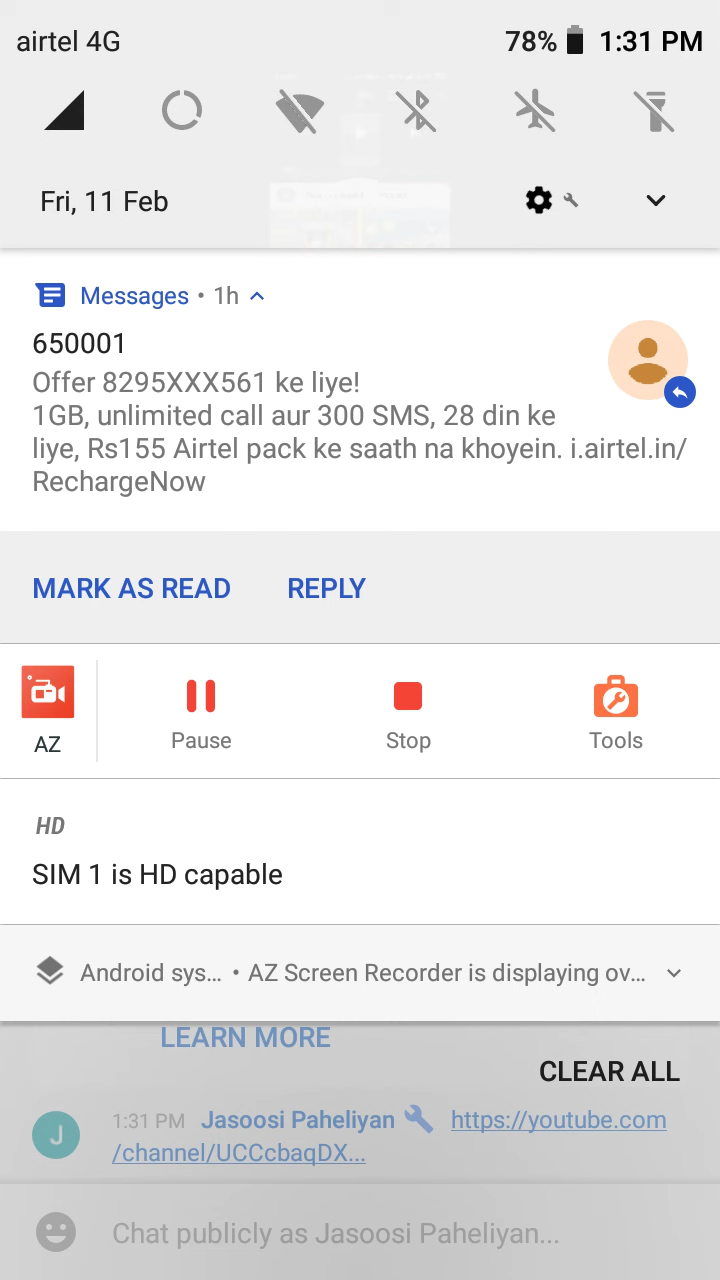 airtel 4G 78% 1:31 PM
Fri, 11 Feb
Messages • 1h
650001
Offer 8295XXX561 ke liye!
1GB, unlimited call aur 300 SMS, 28 din ke
liye, Rs155 Airtel pack ke saath na khoyein. i.airtel.in/
RechargeNow
MARK AS READ REPLY
AZ Pause Stop Tools
HD
SIM 1 is HD capable
Android sys... • AZ Screen Recorder is displaying ov...
LEARN MORE
CLEAR ALL
J 1:31 PM Jasoosi Paheliyan https://youtube.com
/channel/UCCcbaqDX...
Chat publicly as Jasoosi Paheliyan...